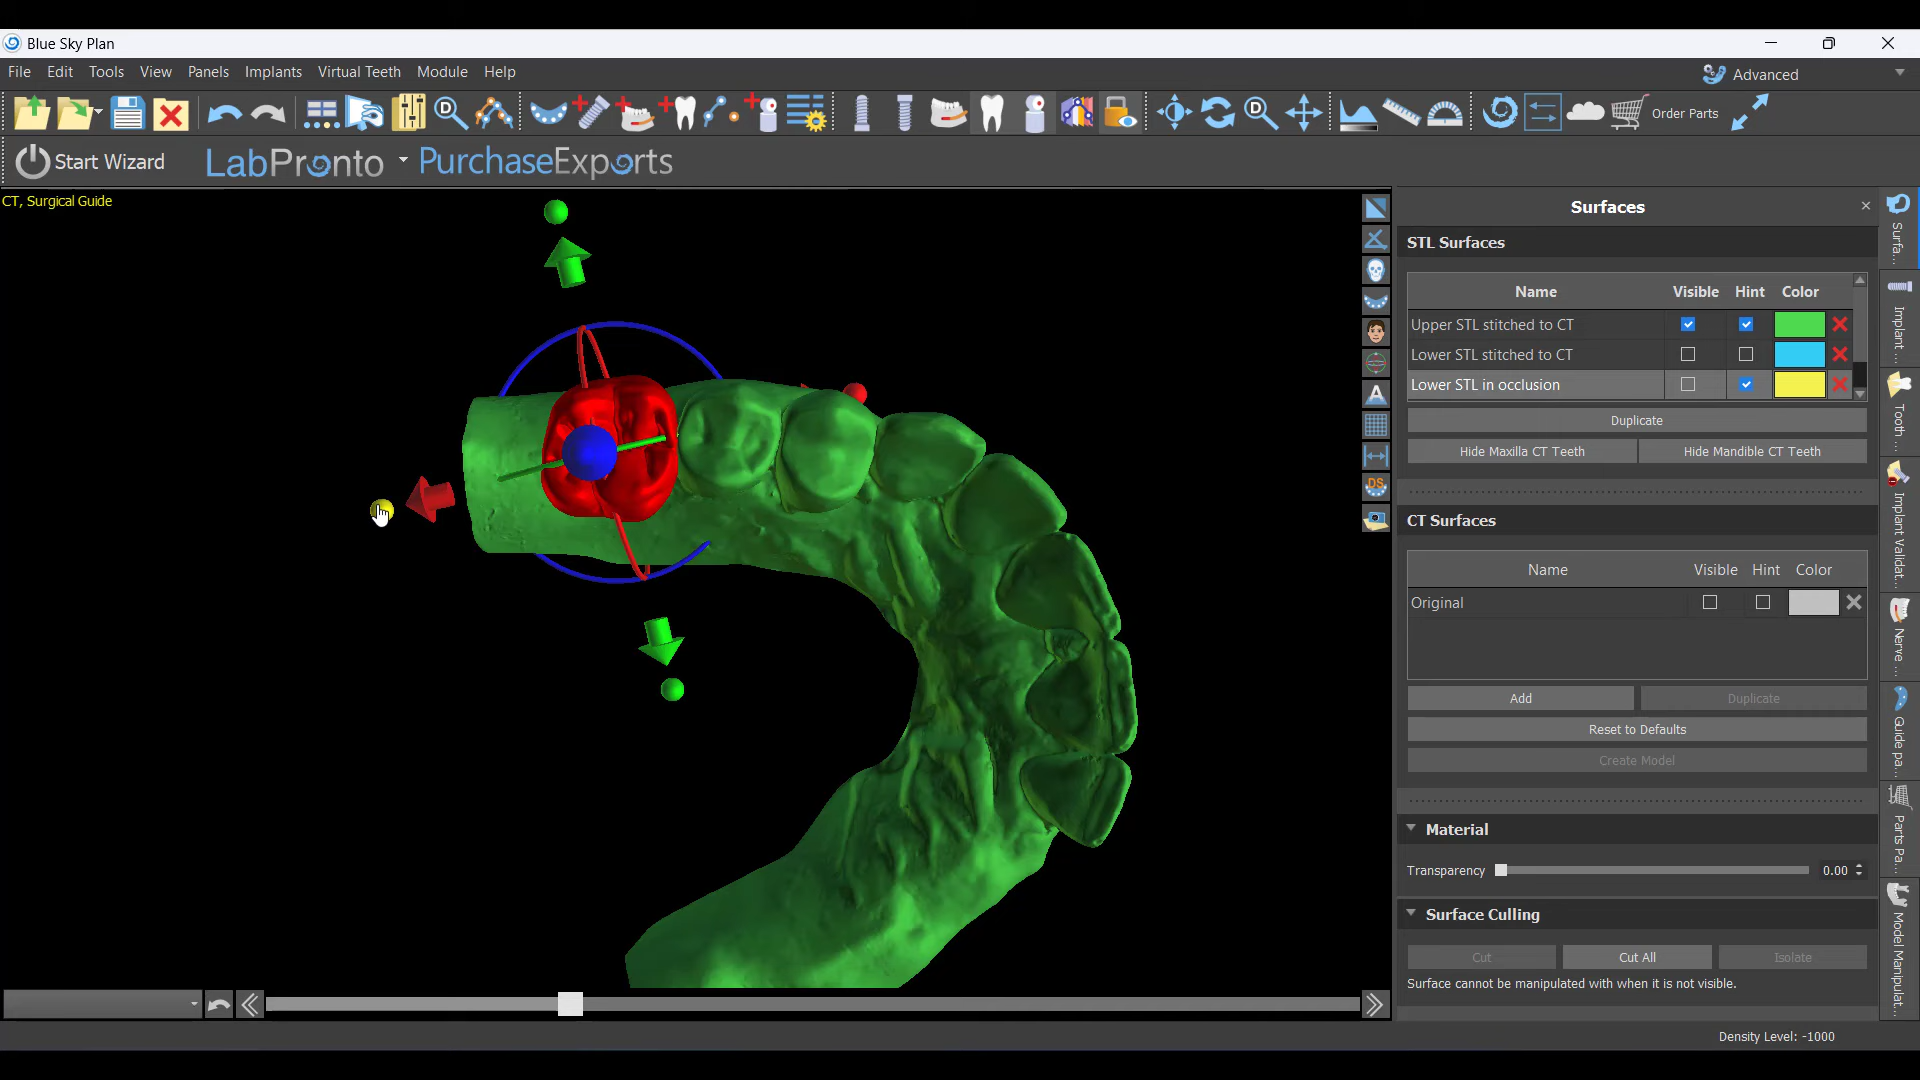 Blue Sky Plan
File Edit Tools View Panels Implants Virtual Teeth Module Help
Advanced
Order Parts
Start Wizard LabPronto PurchaseExports
CT, Surgical Guide
Surfaces
STL Surfaces
Name Visible Hint Color
Upper STL stitched to CT
Lower STL stitched to CT
Lower STL in occlusion
Duplicate
Hide Maxilla CT Teeth Hide Mandible CT Teeth
CT Surfaces
Name Visible Hint Color
Original
Add Duplicate
Reset to Defaults
Create Model
Material
Transparency 0.00
Surface Culling
Cut Cut All Isolate
Surface cannot be manipulated with when it is not visible.
Density Level: -1000
Surfa...
Implant ...
Tooth ...
Implant Validat...
Nerve ...
Guide pa...
Parts Pa...
Model Manipulat...
A
DS